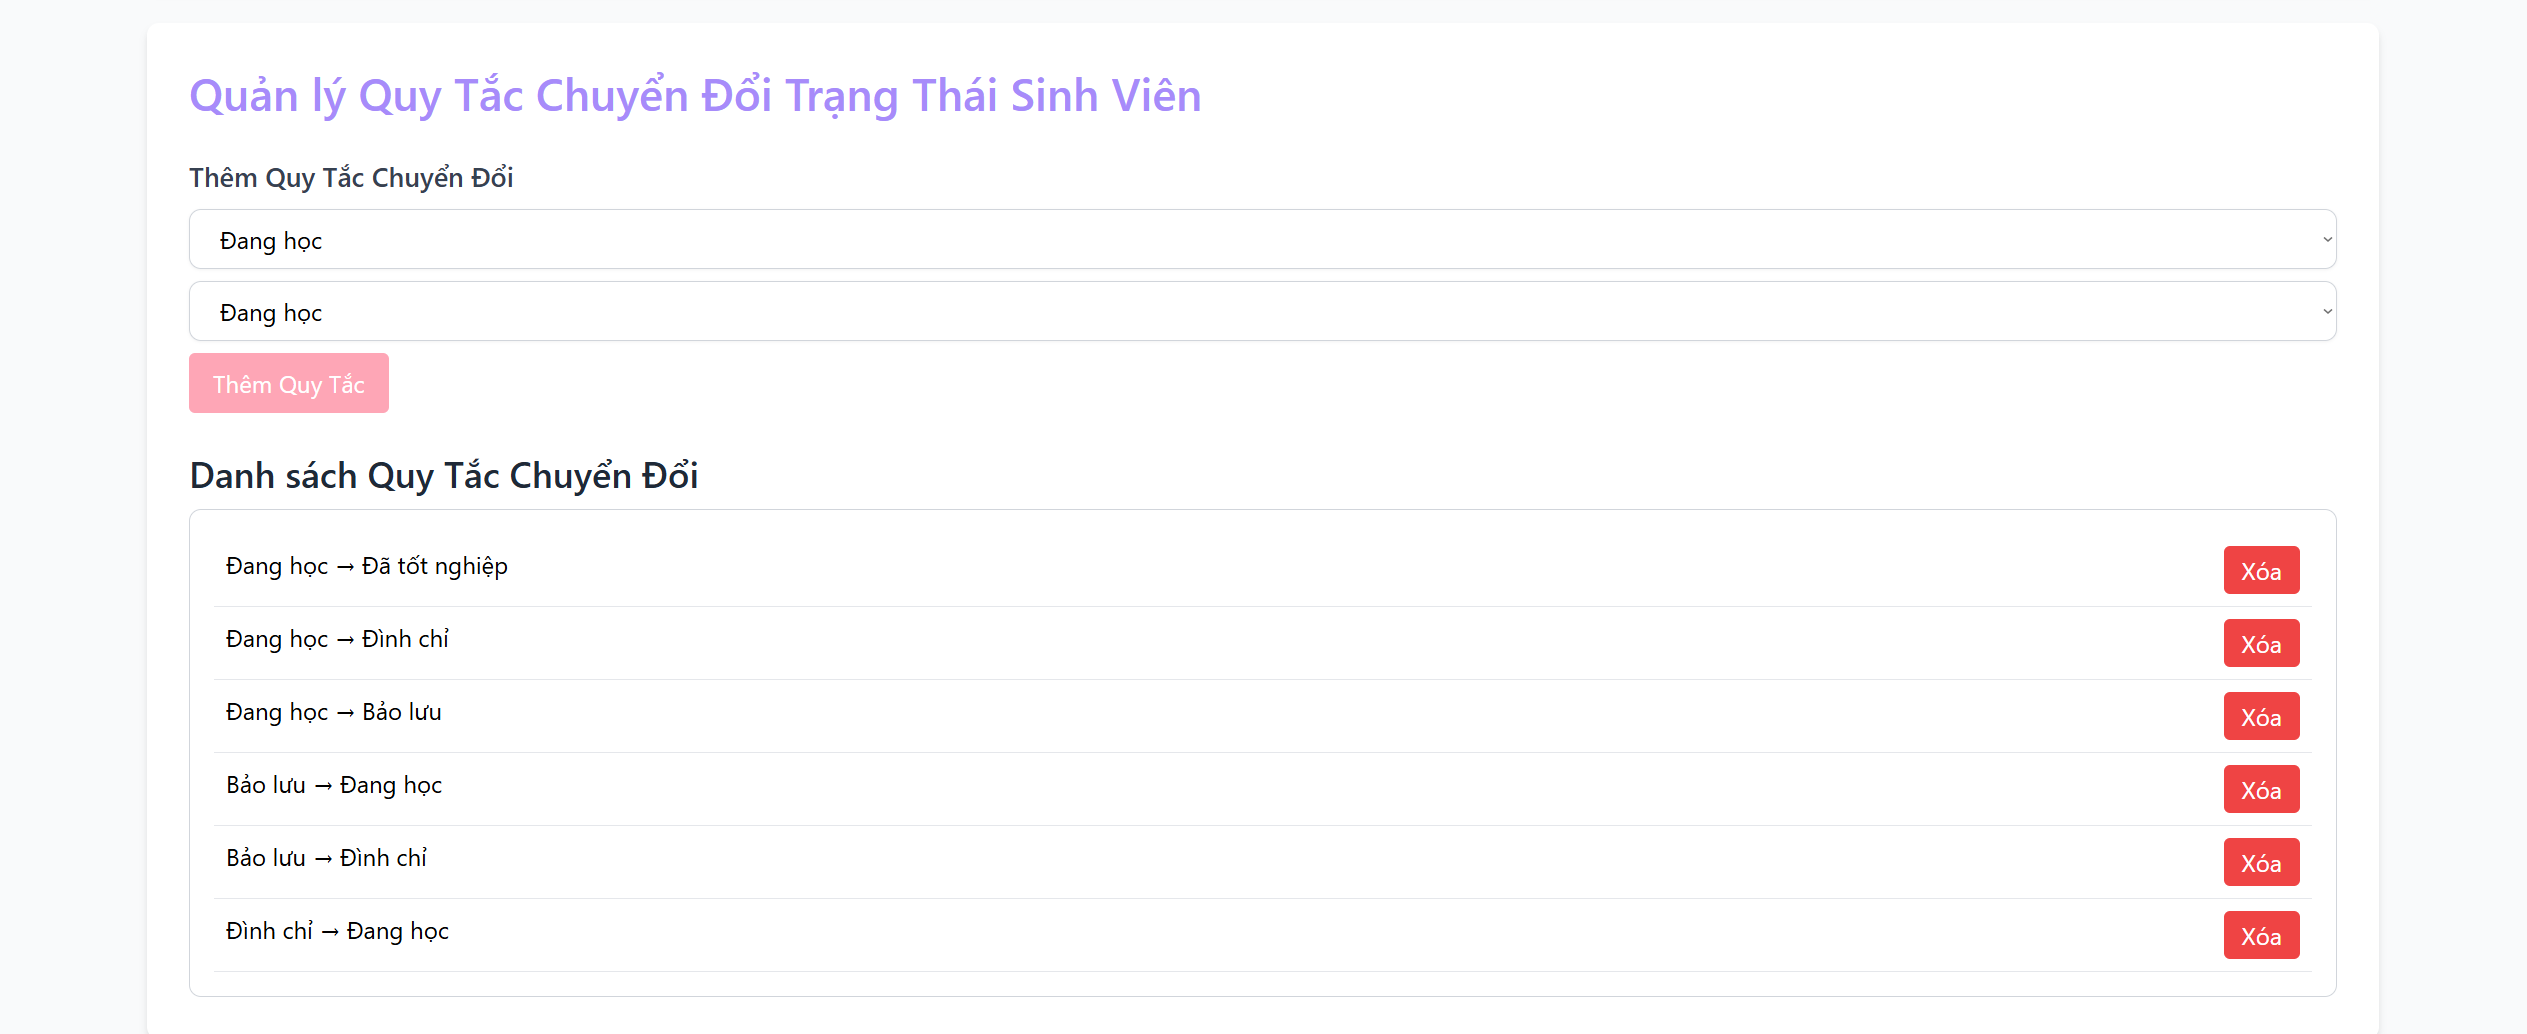 Quản lý Quy Tắc Chuyển Đổi Trạng Thái Sinh Viên
Thêm Quy Tắc Chuyển Đổi
Đang học
Đang học
Thêm Quy Tắc
Danh sách Quy Tắc Chuyển Đổi
Đang học → Đã tốt nghiệp Xóa
Đang học → Đình chỉ Xóa
Đang học → Bảo lưu Xóa
Bảo lưu → Đang học Xóa
Bảo lưu → Đình chỉ Xóa
Đình chỉ → Đang học Xóa